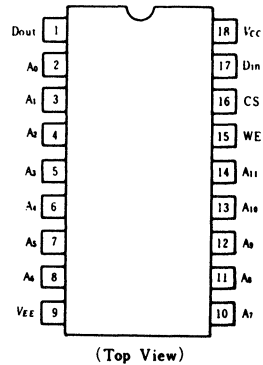 Dout 1 18 VCC
A0 2 17 Din
A1 3 16 CS
A2 4 15 WE
A3 5 14 A11
A4 6 13 A10
A5 7 12 A9
A6 8 11 A8
VEE 9 10 A7
(Top View)